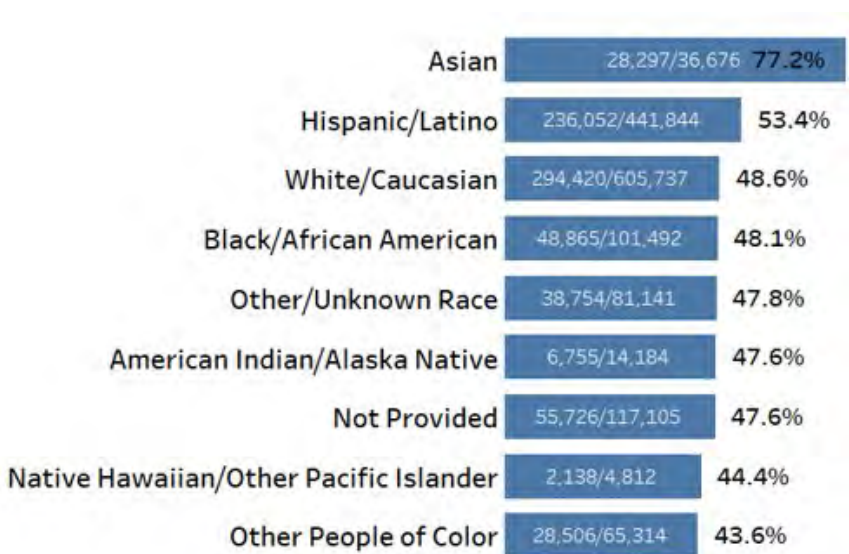 Asian 28,297/36,676 77.2%
Hispanic/Latino 236,052/441,844 53.4%
White/Caucasian 294,420/605,737 48.6%
Black/African American 48,865/101,492 48.1%
Other/Unknown Race 38,754/81,141 47.8%
American Indian/Alaska Native 6,755/14,184 47.6%
Not Provided 55,726/117,105 47.6%
Native Hawaiian/Other Pacific Islander 2,138/4,812 44.4%
Other People of Color 28,506/65,314 43.6%